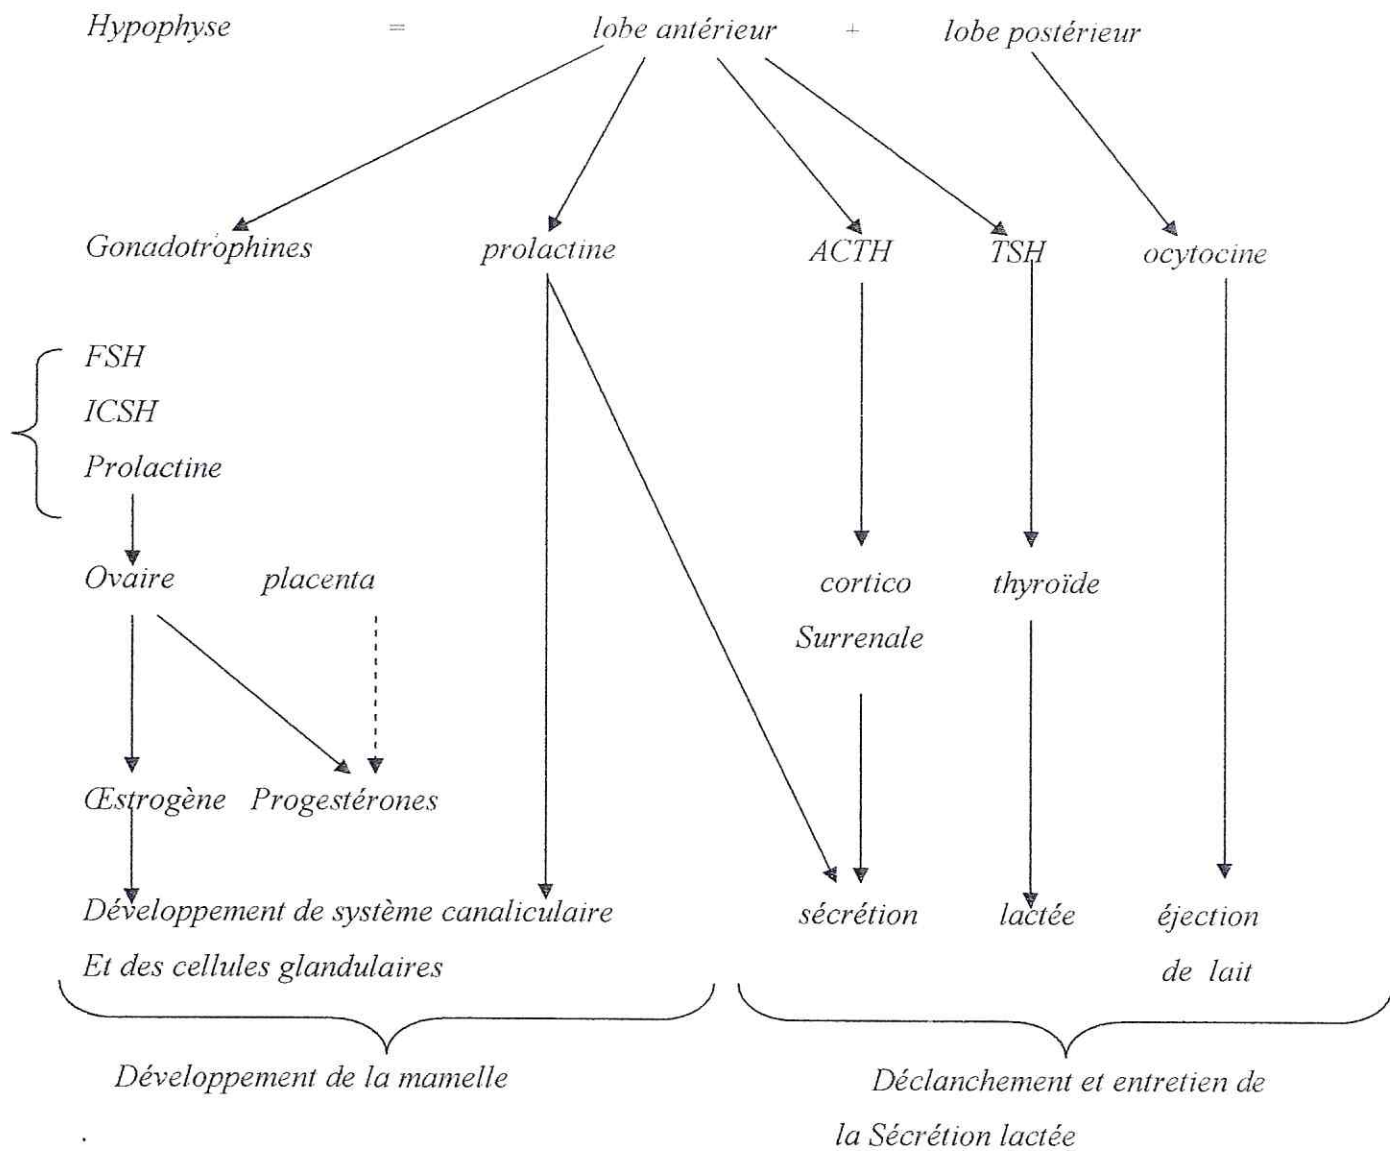 Hypophyse = lobe antérieur + lobe postérieur
Gonadotrophines prolactine ACTH TSH ocytocine
FSH
ICSH
Prolactine
Ovaire placenta cortico thyroïde
Surrenale
Œstrogène Progestérones
Développement de système canaliculaire sécrétion lactée éjection
Et des cellules glandulaires de lait
Développement de la mamelle Déclanchement et entretien de
. la Sécrétion lactée